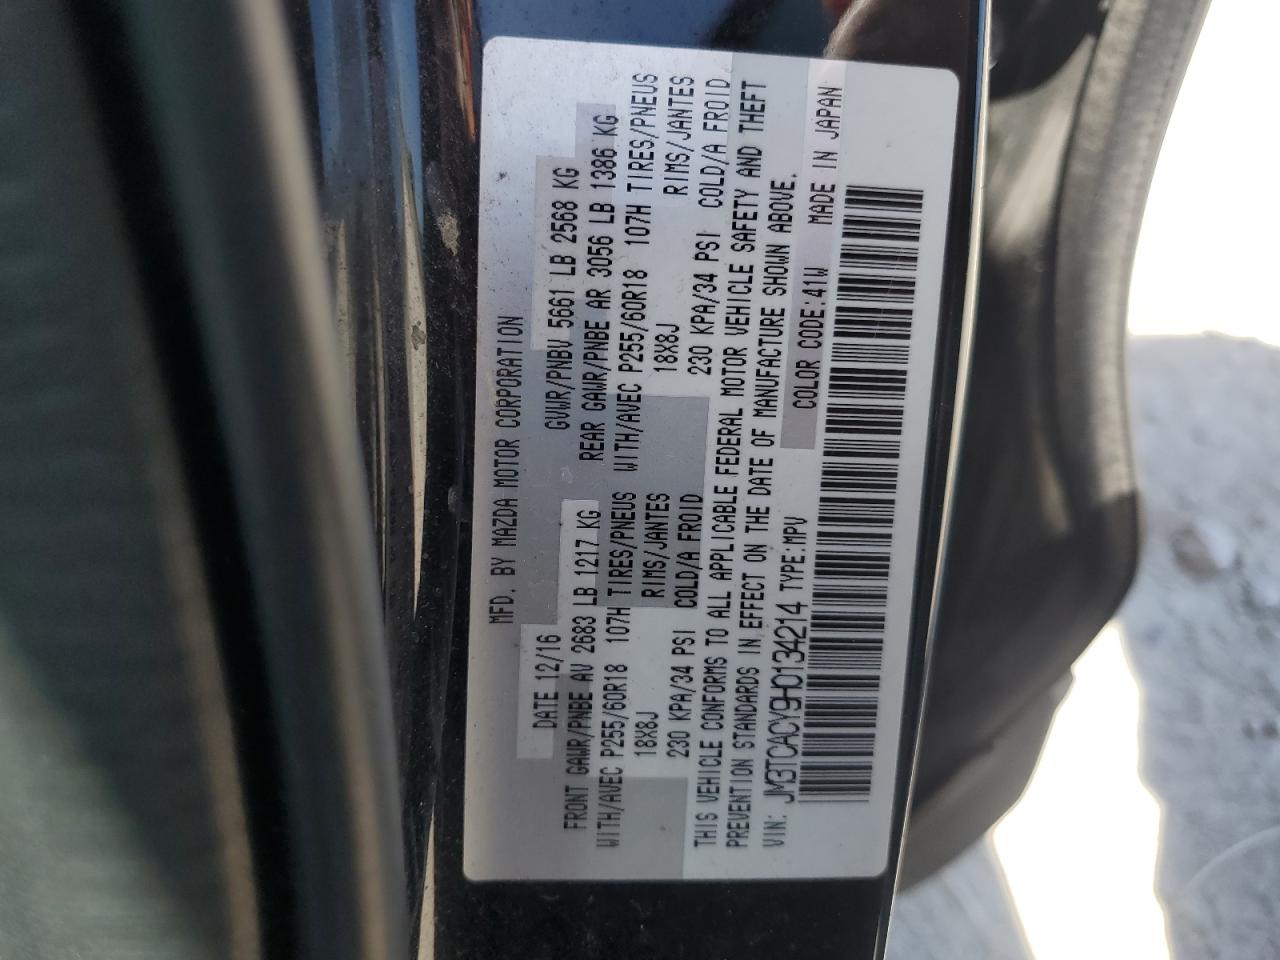 MFD. BY MAZDA MOTOR CORPORATION
DATE 12/16 GVWR/PNBV 5661 LB 2568 KG
FRONT GAWR/PNBE AV 2683 LB 1217 KG REAR GAWR/PNBE AR 3056 LB 1386 KG
WITH/AVEC P255/60R18 107H TIRES/PNEUS WITH/AVEC P255/60R18 107H TIRES/PNEUS
18X8J RIMS/JANTES 18X8J RIMS/JANTES
230 KPA/34 PSI COLD/A FROID 230 KPA/34 PSI COLD/A FROID
THIS VEHICLE CONFORMS TO ALL APPLICABLE FEDERAL MOTOR VEHICLE SAFETY AND THEFT
PREVENTION STANDARDS IN EFFECT ON THE DATE OF MANUFACTURE SHOWN ABOVE.
VIN: JM3TCACY9H0134214 TYPE:MPV COLOR CODE:41W MADE IN JAPAN